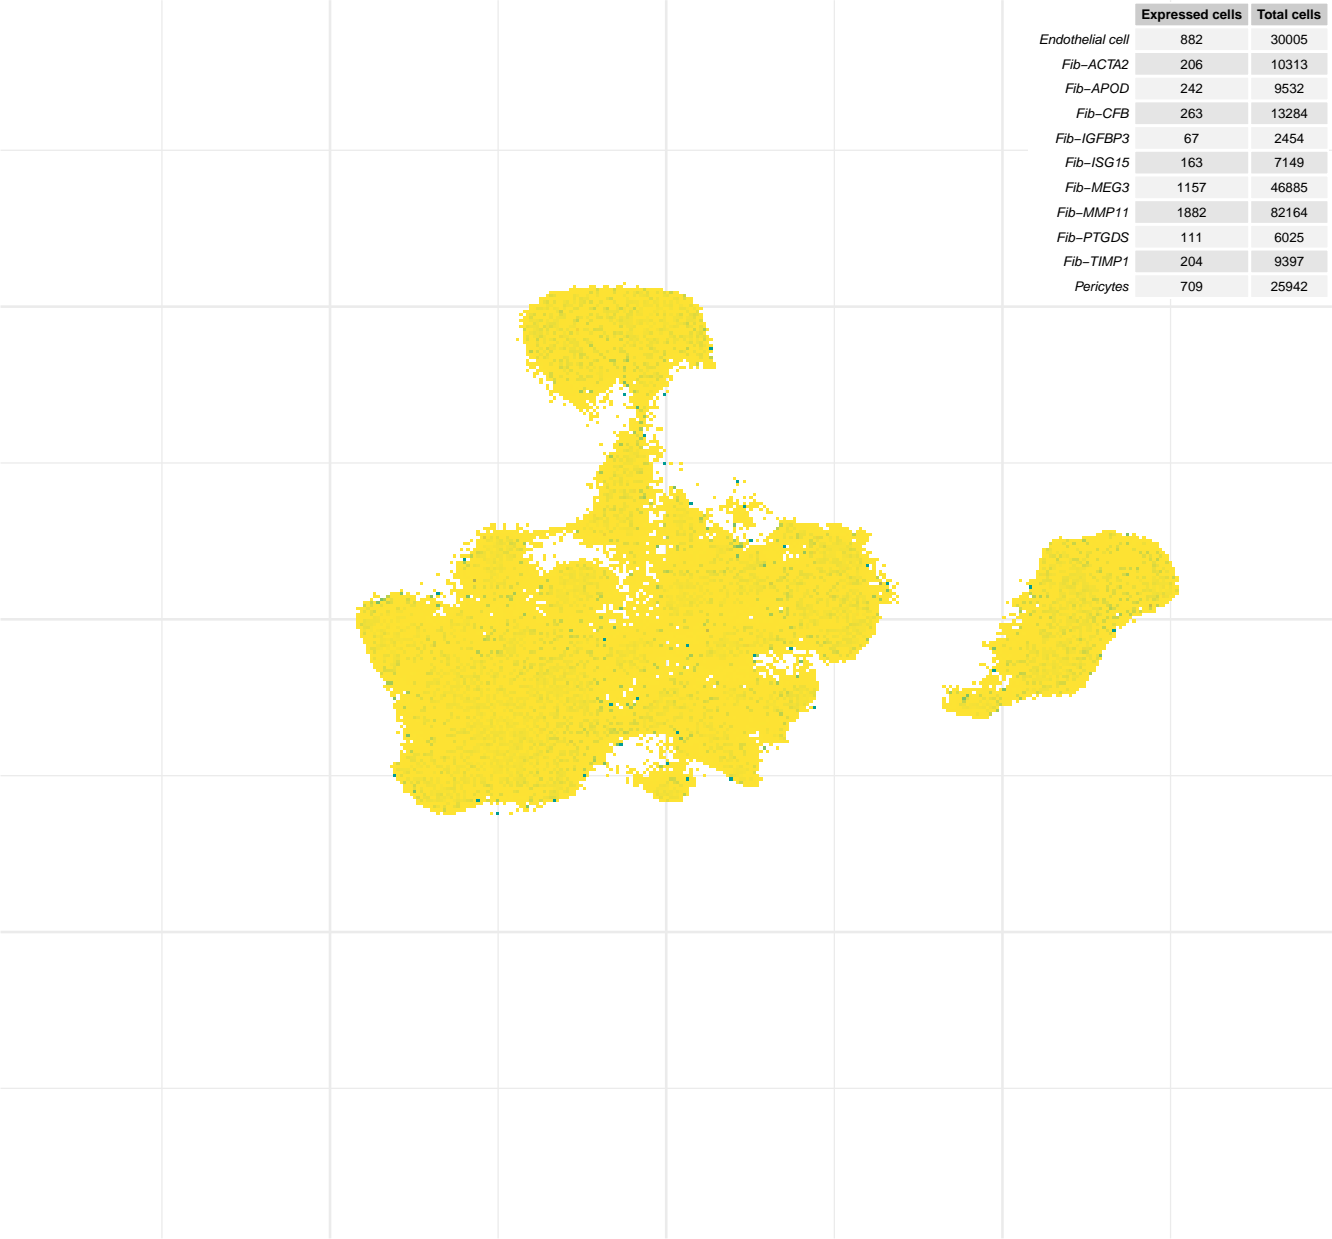 Expressed cells Total cells
Endothelial cell 882 30005
Fib−ACTA2 206 10313
Fib−APOD 242 9532
Fib−CFB 263 13284
Fib−IGFBP3 67 2454
Fib−ISG15 163 7149
Fib−MEG3 1157 46885
Fib−MMP11 1882 82164
Fib−PTGDS 111 6025
Fib−TIMP1 204 9397
Pericytes 709 25942